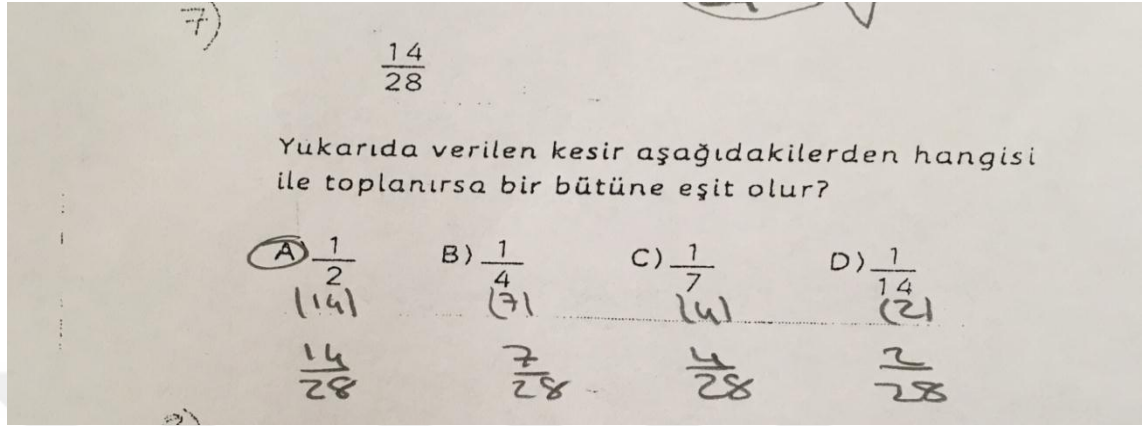 7)
14
28
Yukarıda verilen kesir aşağıdakilerden hangisi
ile toplanırsa bir bütüne eşit olur?
A) 1/2 B) 1/4 C) 1/7 D) 1/14
(14) (7) (4) (2)
14/28 7/28 4/28 2/28